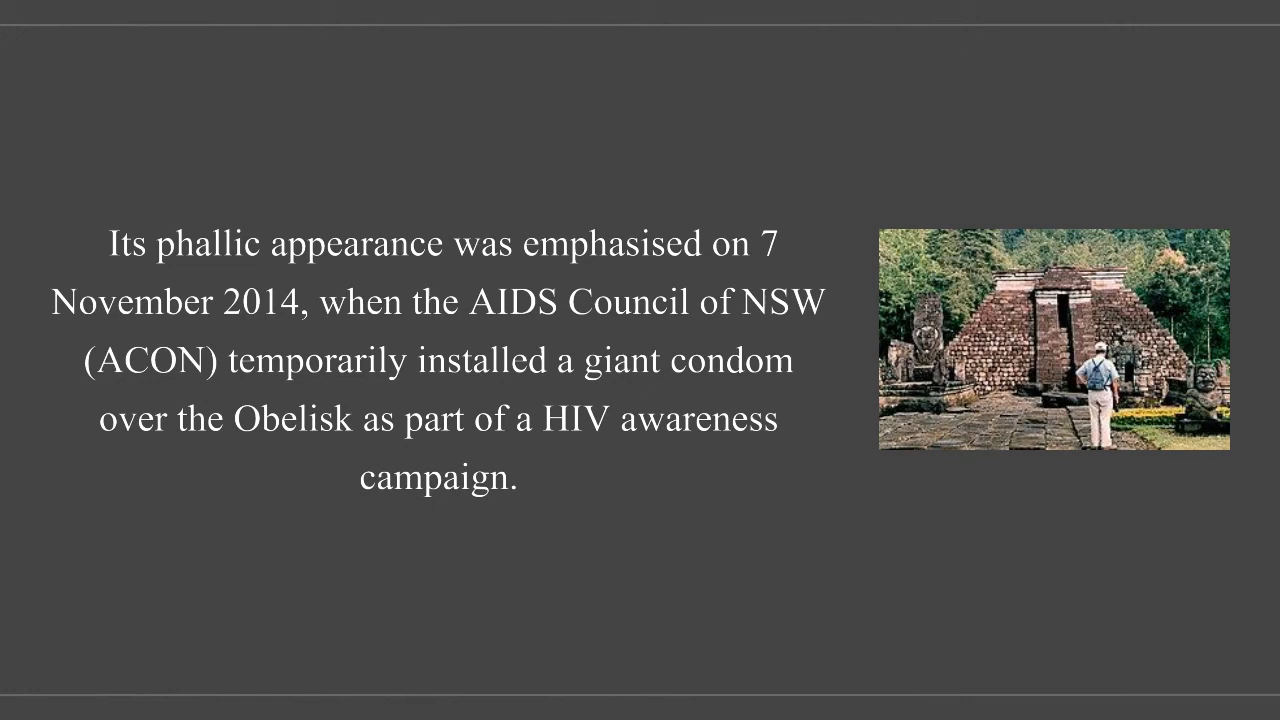 Its phallic appearance was emphasised on 7
November 2014, when the AIDS Council of NSW
(ACON) temporarily installed a giant condom
over the Obelisk as part of a HIV awareness
campaign.